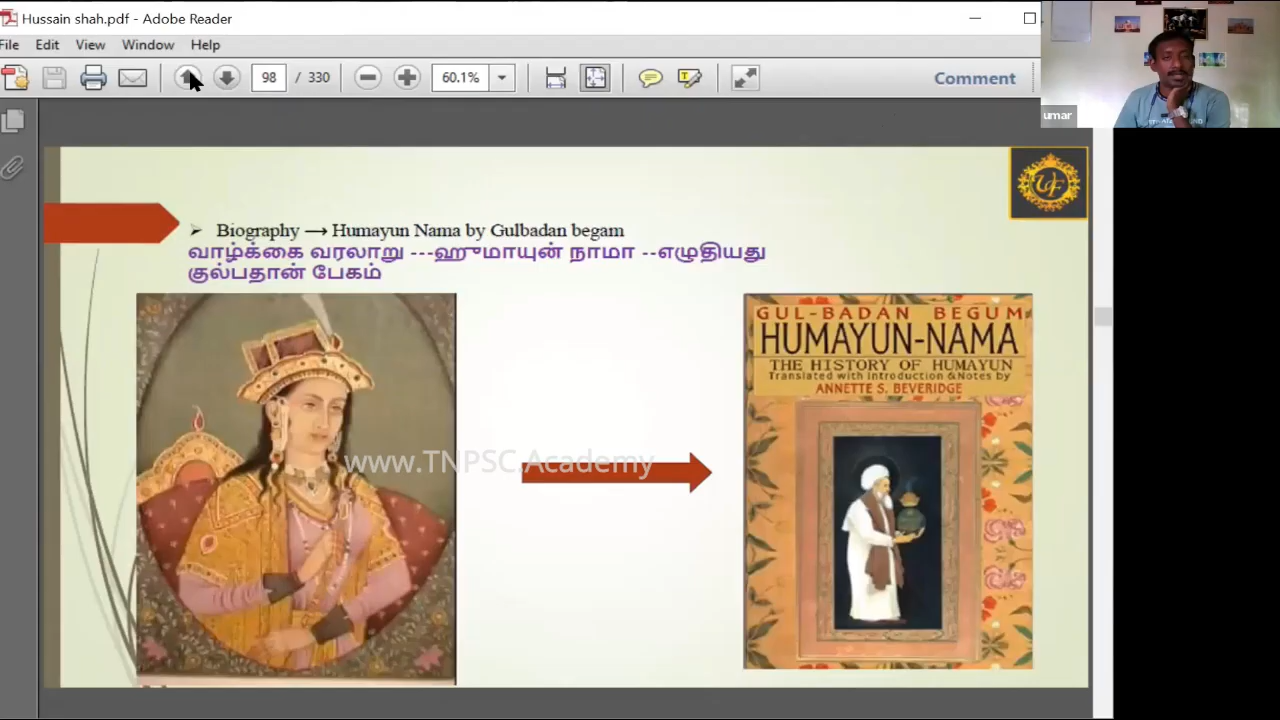 Hussain shah.pdf - Adobe Reader
File Edit View Window Help
98 / 330 60.1% Comment
umar
UF
➢ Biography → Humayun Nama by Gulbadan begam
வாழ்க்கை வரலாறு ---ஹுமாயுன் நாமா --எழுதியது
குல்பதான் பேகம்
GUL-BADAN BEGUM
HUMAYUN-NAMA
THE HISTORY OF HUMAYUN
Translated with Introduction &Notes by
ANNETTE S. BEVERIDGE
www.TNPSC.Academy